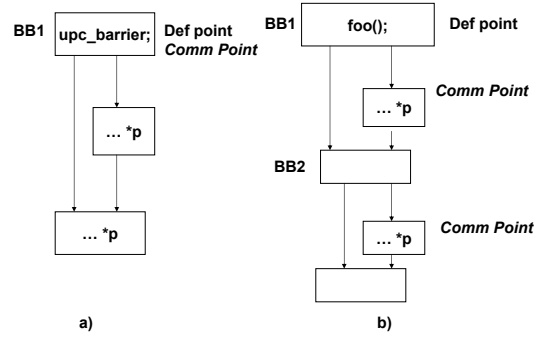 BB1
upc_barrier;
Def point
Comm Point
... *p
... *p
a)
BB1
foo();
Def point
Comm Point
... *p
BB2
Comm Point
... *p
b)